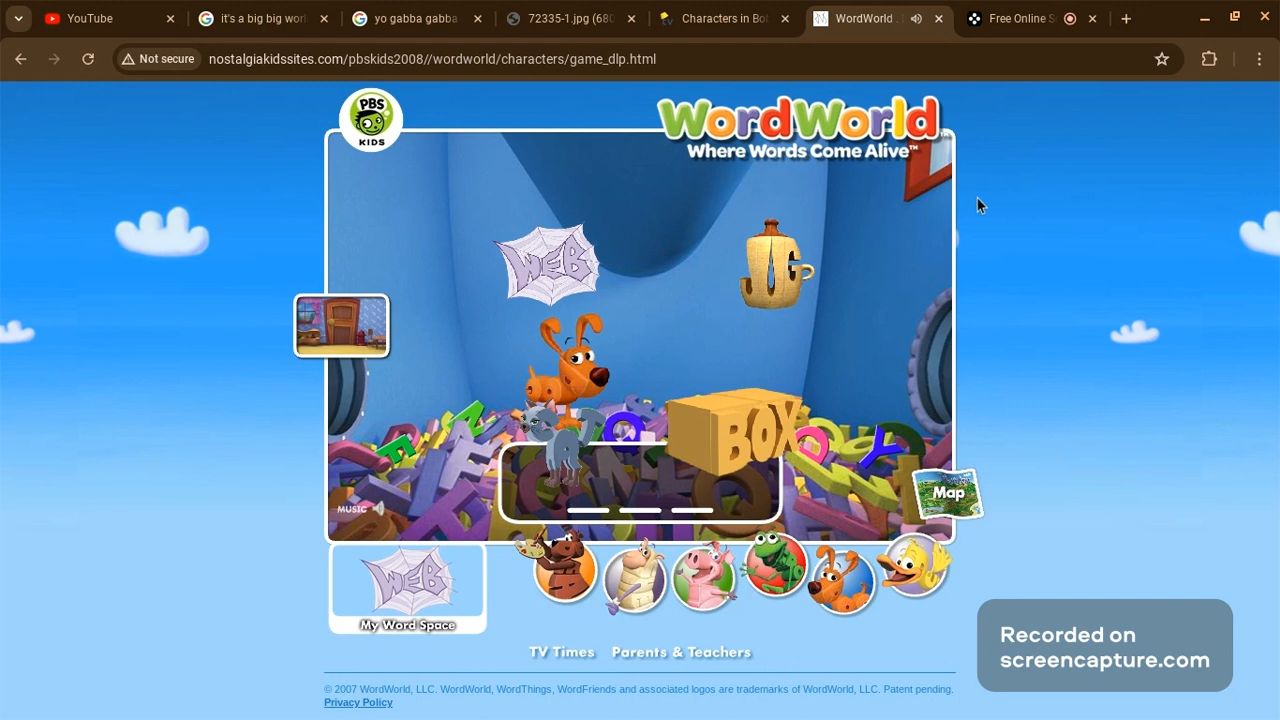 YouTube
it's a big big worl
yo gabba gabba
72335-1.jpg (680
Characters in Bo
WordWorld .
Free Online S
Not secure
nostalgiakidssites.com/pbskids2008//wordworld/characters/game_dlp.html
PBS
KIDS
WordWorld™
Where Words Come Alive™
WEB
JUG
CAT
Q
BOX
F
D
Y
Map
MUSIC
WEB
My Word Space
TV Times
Parents & Teachers
Recorded on
screencapture.com
© 2007 WordWorld, LLC. WordWorld, WordThings, WordFriends and associated logos are trademarks of WordWorld, LLC. Patent pending.
Privacy Policy